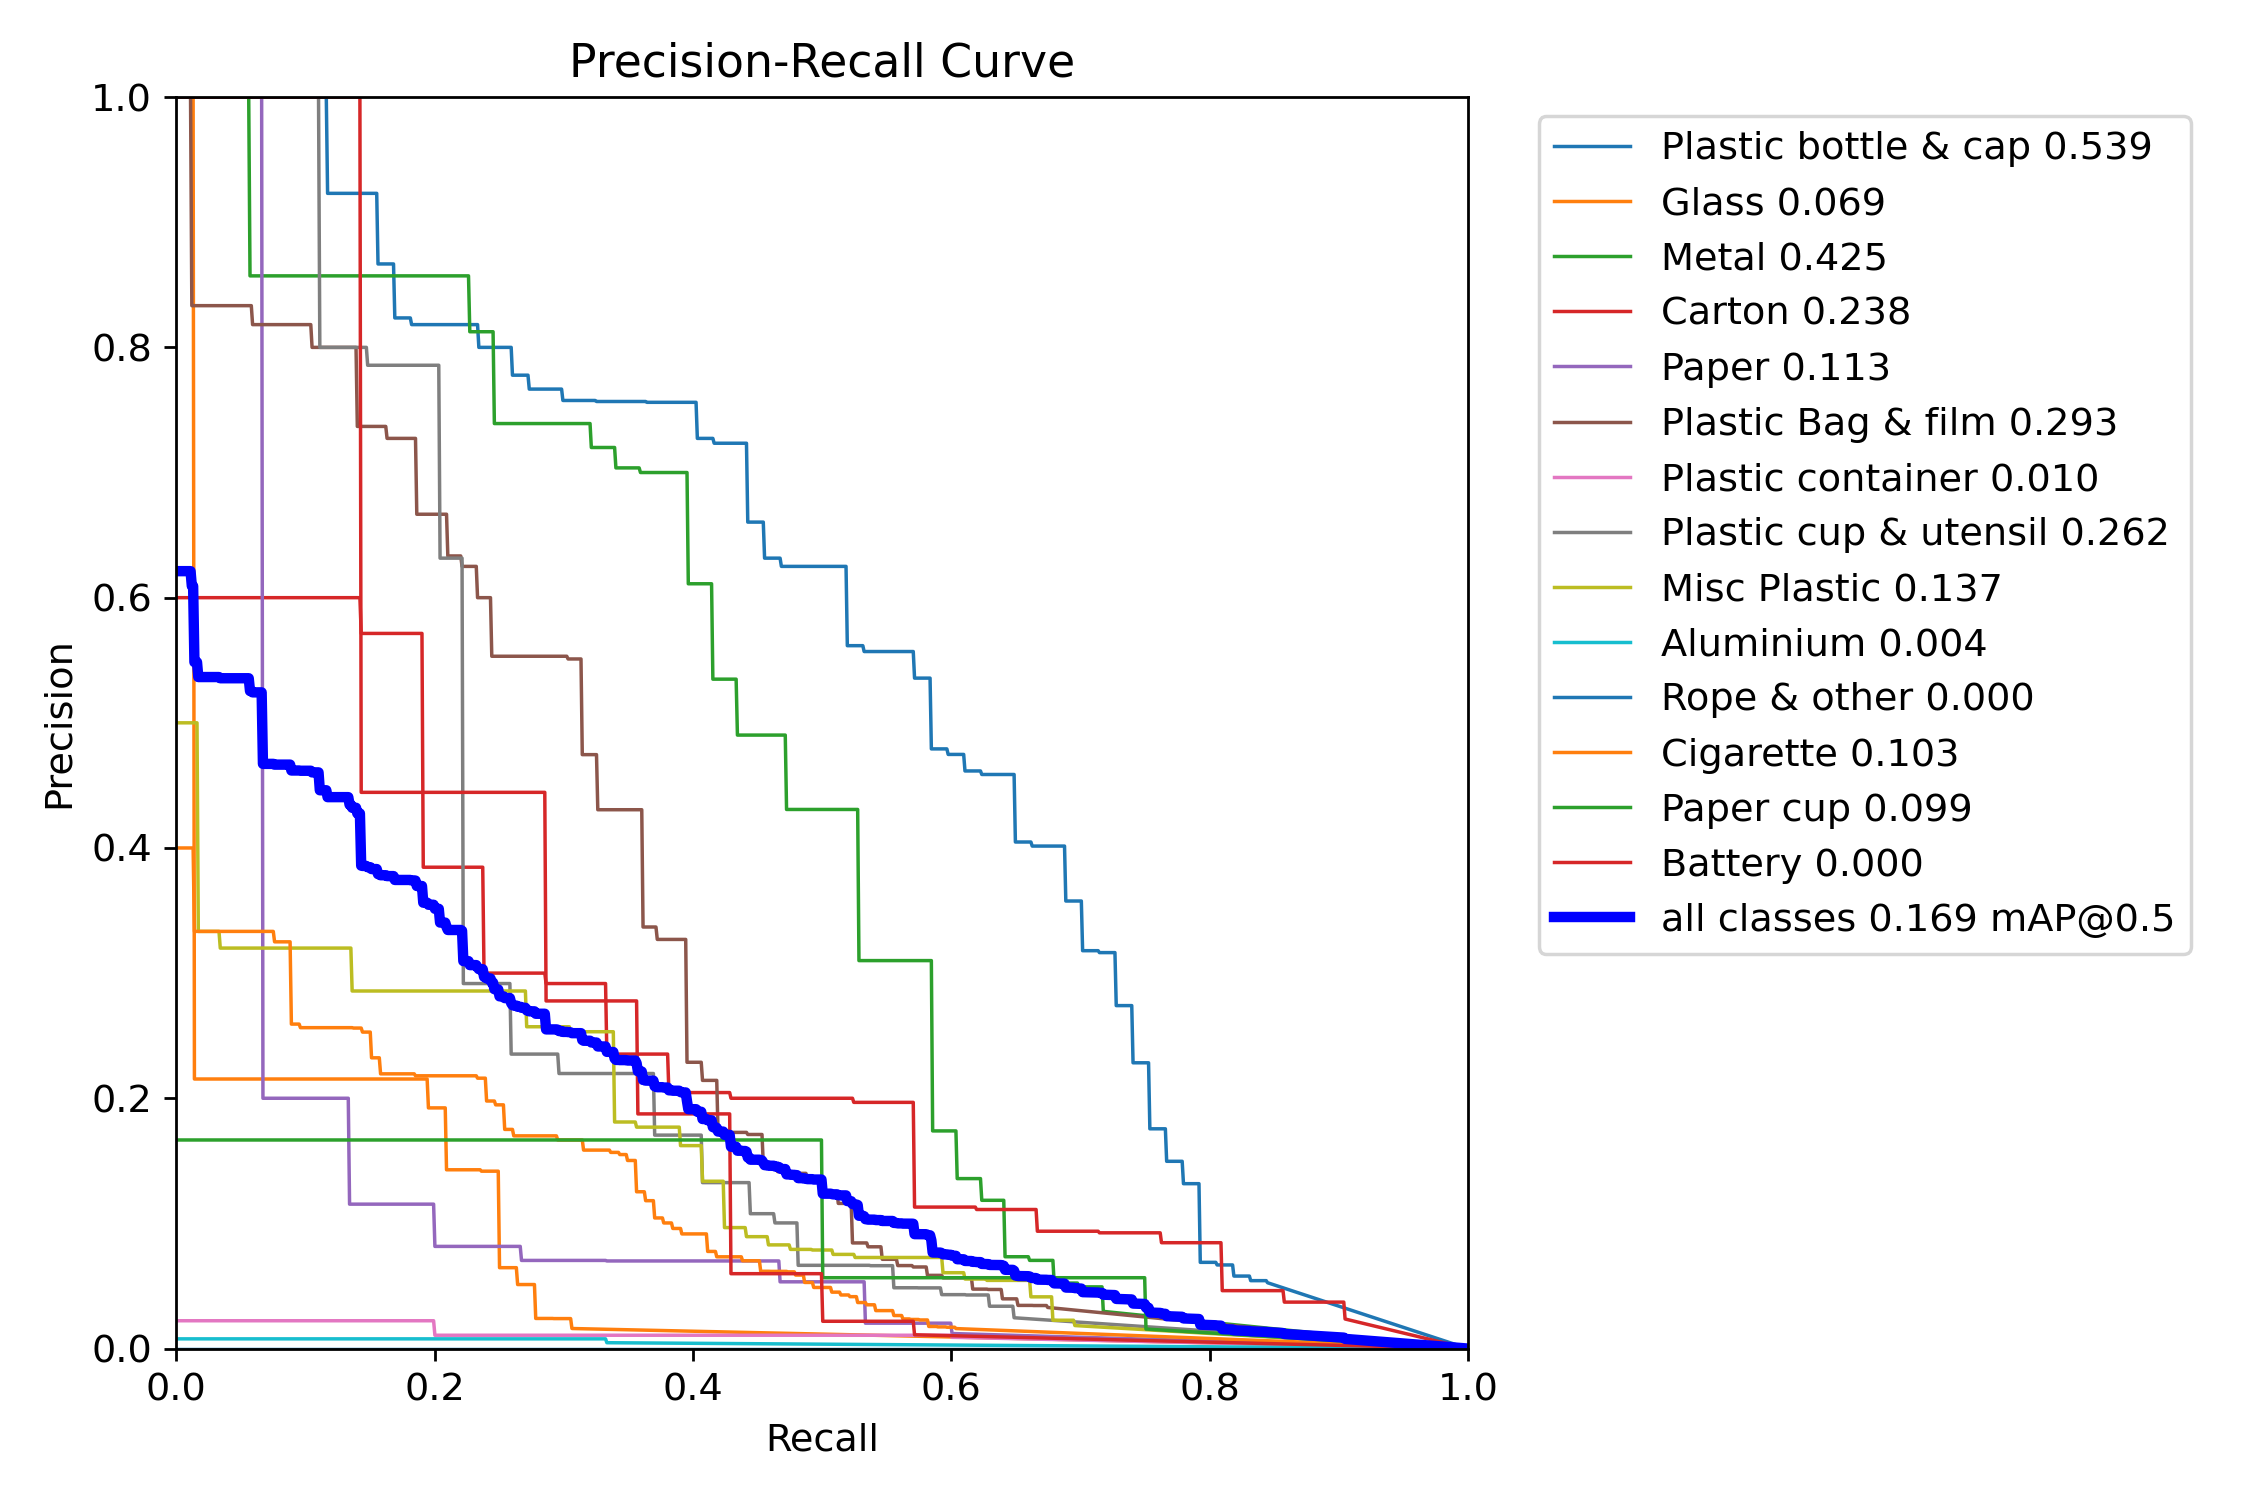 Precision-Recall Curve
1.0
0.8
0.6
0.4
0.2
0.0
Precision
0.0 0.2 0.4 0.6 0.8 1.0
Recall
Plastic bottle & cap 0.539
Glass 0.069
Metal 0.425
Carton 0.238
Paper 0.113
Plastic Bag & film 0.293
Plastic container 0.010
Plastic cup & utensil 0.262
Misc Plastic 0.137
Aluminium 0.004
Rope & other 0.000
Cigarette 0.103
Paper cup 0.099
Battery 0.000
all classes 0.169 mAP@0.5